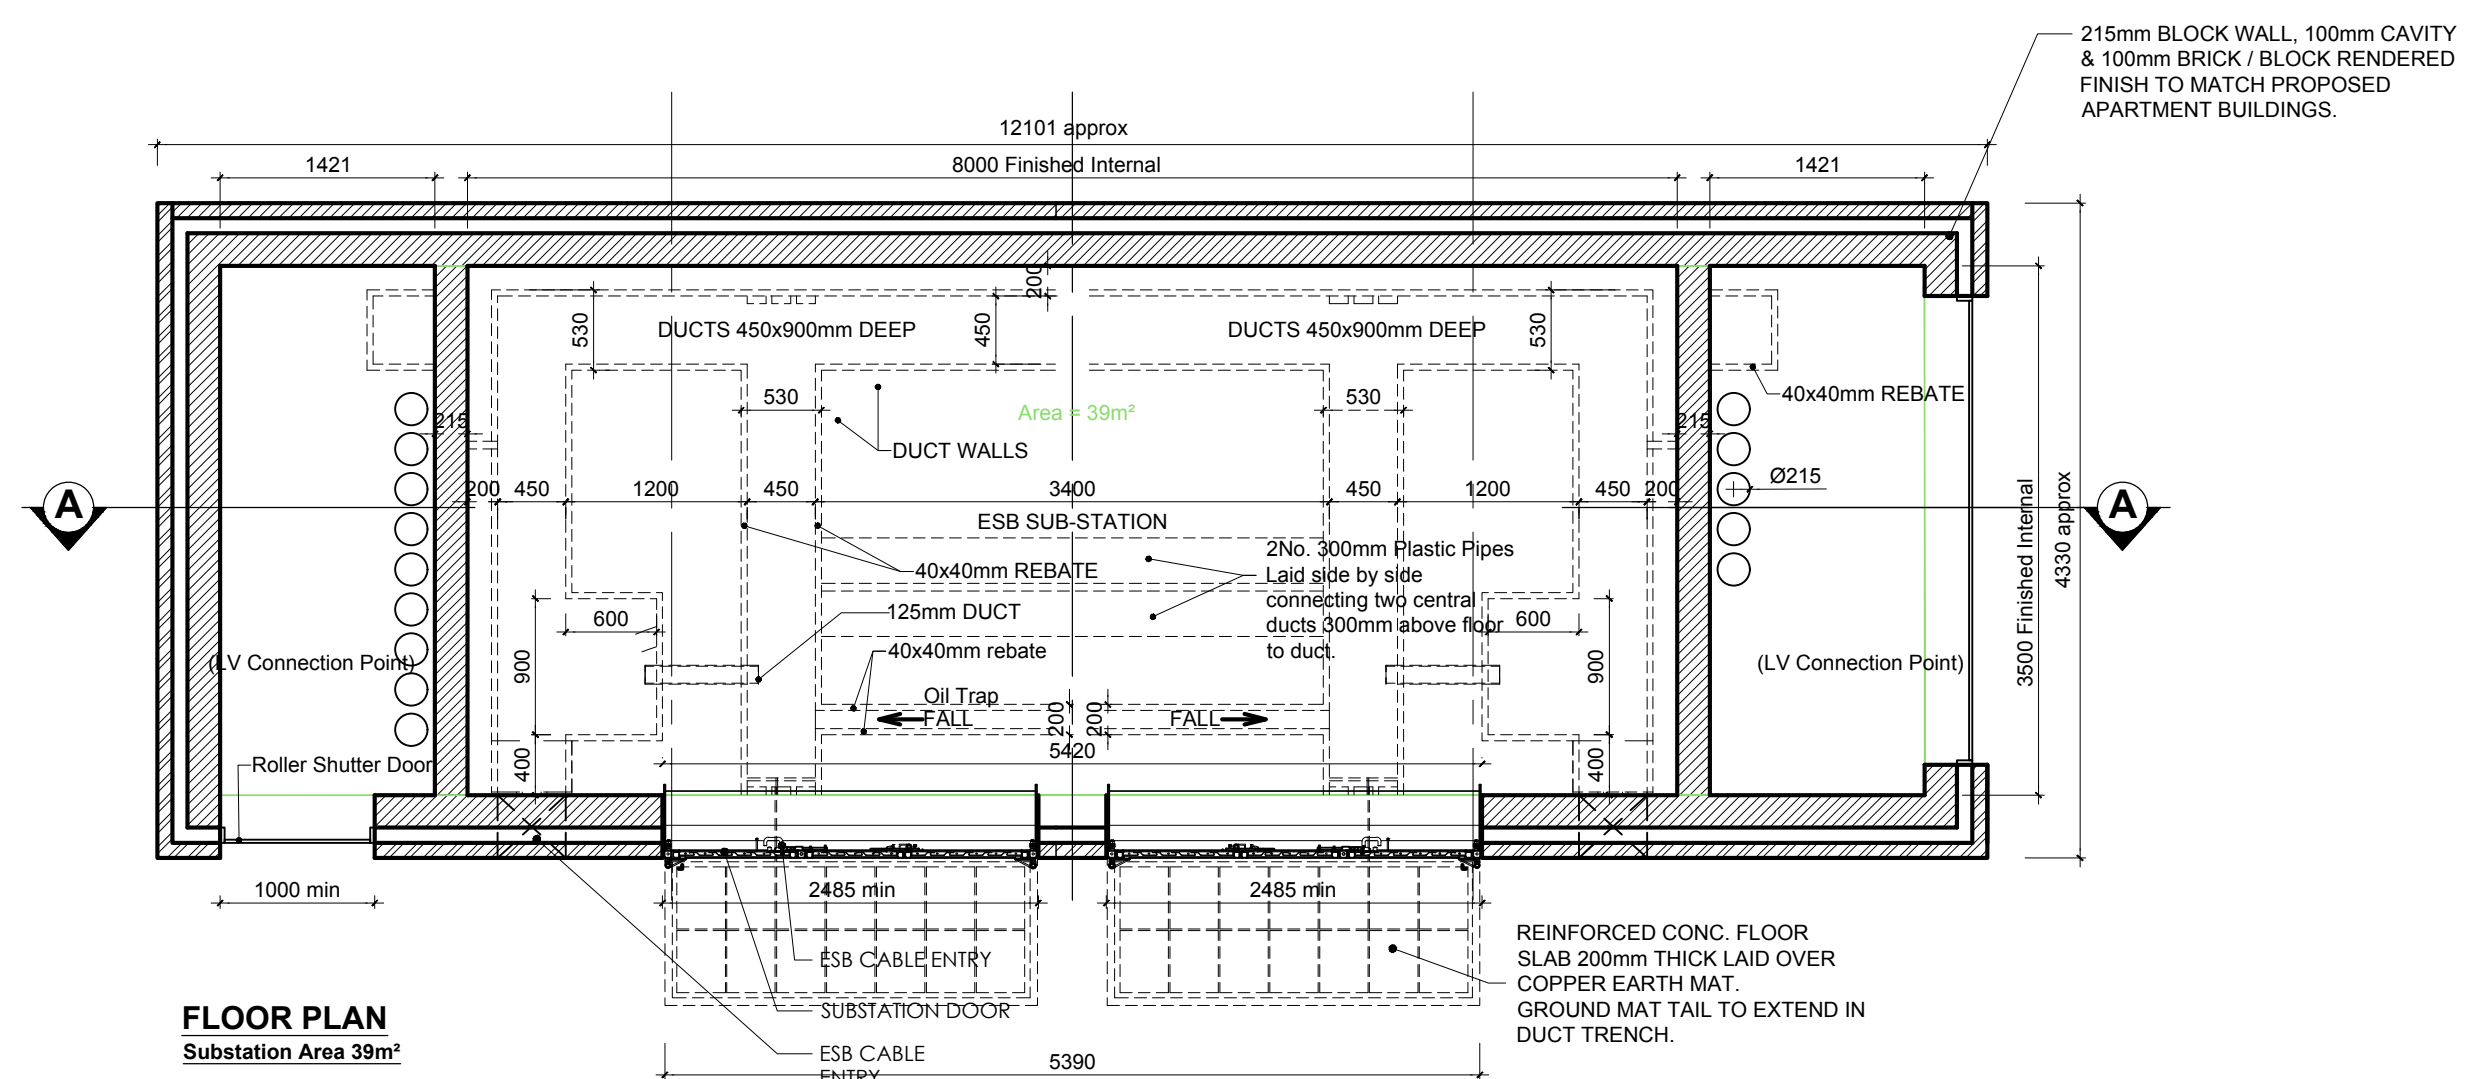 215mm BLOCK WALL, 100mm CAVITY
& 100mm BRICK / BLOCK RENDERED
FINISH TO MATCH PROPOSED
APARTMENT BUILDINGS.
12101 approx
1421
8000 Finished Internal
1421
200
530
DUCTS 450x900mm DEEP
450
DUCTS 450x900mm DEEP
530
530
Area = 39m²
530
40x40mm REBATE
215
DUCT WALLS
215
Ø215
A
200
450
1200
450
3400
450
1200
450
200
A
ESB SUB-STATION
3500 Finished Internal
4330 approx
2No. 300mm Plastic Pipes
Laid side by side
connecting two central
ducts 300mm above floor
to duct.
40x40mm REBATE
125mm DUCT
600
600
40x40mm rebate
900
900
(LV Connection Point)
(LV Connection Point)
Oil Trap
FALL
200
200
FALL
5420
400
400
Roller Shutter Door
1000 min
2485 min
2485 min
ESB CABLE ENTRY
SUBSTATION DOOR
ESB CABLE
ENTRY
REINFORCED CONC. FLOOR
SLAB 200mm THICK LAID OVER
COPPER EARTH MAT.
GROUND MAT TAIL TO EXTEND IN
DUCT TRENCH.
5390
FLOOR PLAN
Substation Area 39m²